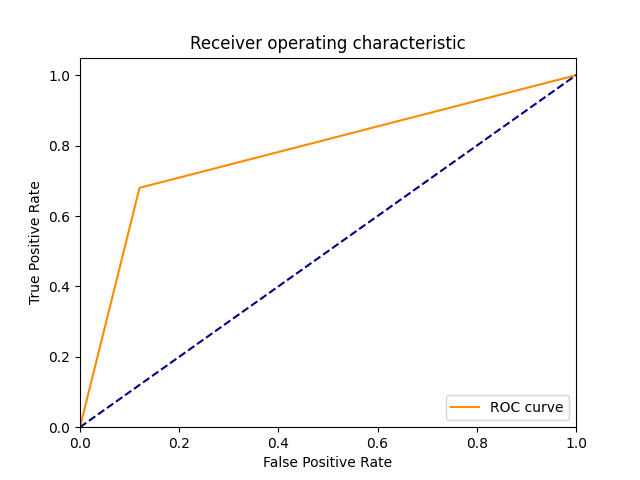 Receiver operating characteristic
True Positive Rate
1.0
0.8
0.6
0.4
0.2
0.0
0.0 0.2 0.4 0.6 0.8 1.0
False Positive Rate
ROC curve